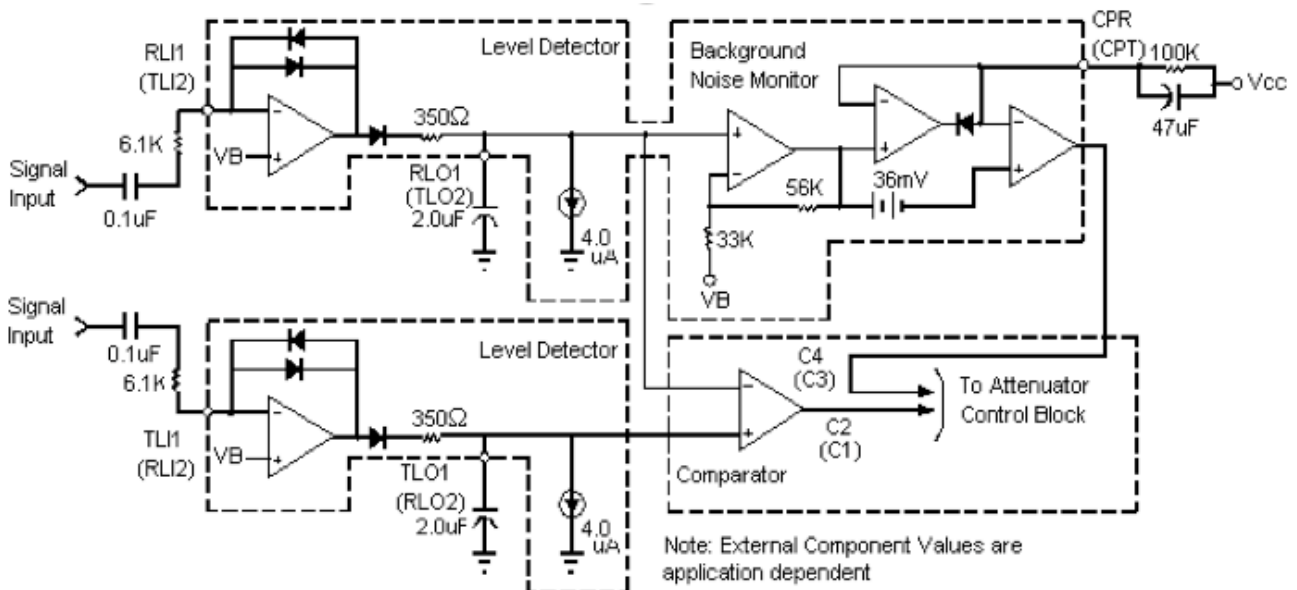 Level Detector
RLI1
(TLI2)
6.1K
VB
Signal
Input
0.1uF
350Ω
RLO1
(TLO2)
2.0uF
4.0
uA
Background
Noise Monitor
CPR
(CPT)
100K
Vcc
47uF
56K
36mV
33K
VB
Signal
Input
0.1uF
6.1K
Level Detector
TLI1
(RLI2)
VB
350Ω
TLO1
(RLO2)
2.0uF
4.0
uA
C4
(C3)
To Attenuator
Control Block
C2
(C1)
Comparator
Note: External Component Values are
application dependent